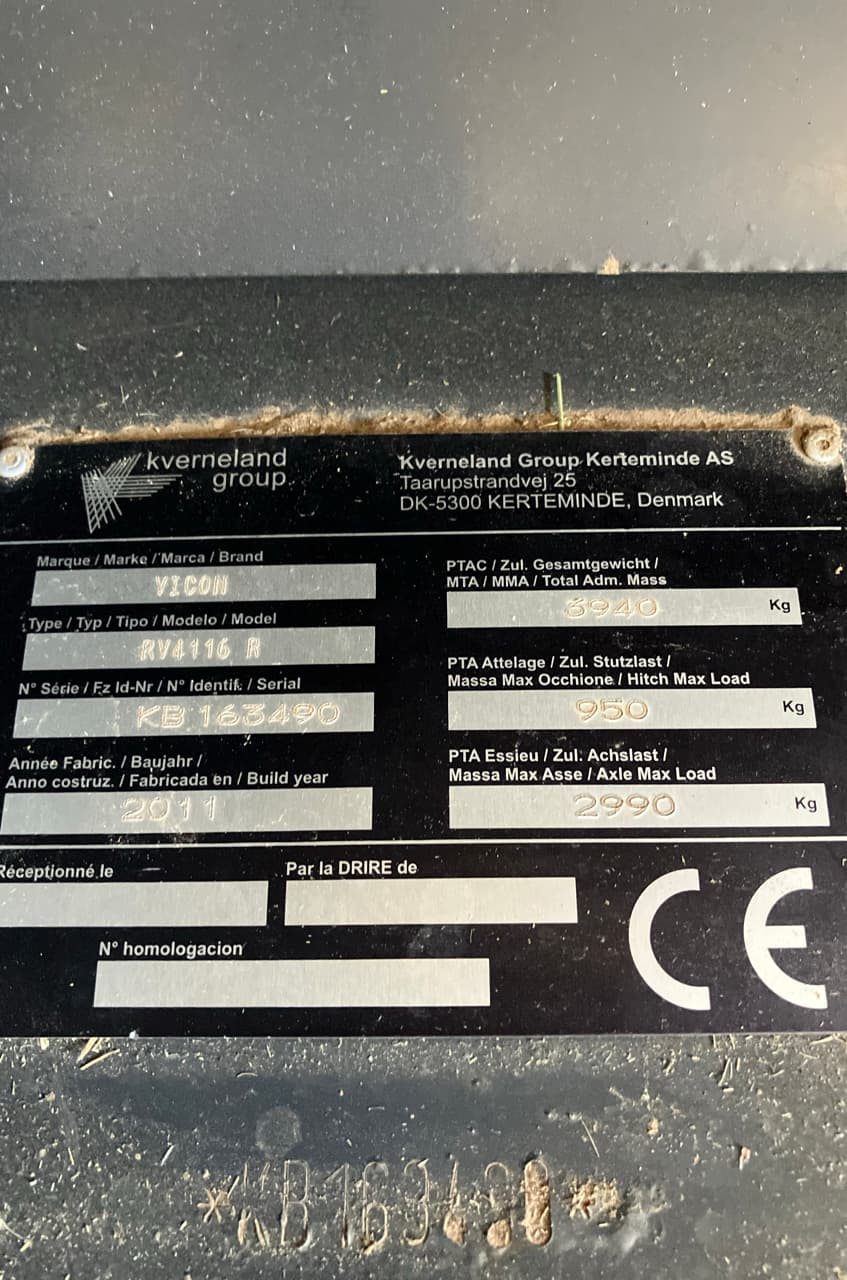 kverneland
group
Kverneland Group Kerteminde AS
Taarupstrandvej 25
DK-5300 KERTEMINDE, Denmark
Marque / Marke / Marca / Brand
VICON
Type / Typ / Tipo / Modelo / Model
RV4116 R
N° Série / Fz Id-Nr / N° Identif. / Serial
KB 163490
Année Fabric. / Baujahr /
Anno costruz. / Fabricada en / Build year
2011
PTAC / Zul. Gesamtgewicht /
MTA / MMA / Total Adm. Mass
3940 Kg
PTA Attelage / Zul. Stutzlast /
Massa Max Occhione / Hitch Max Load
950 Kg
PTA Essieu / Zul. Achslast /
Massa Max Asse / Axle Max Load
2990 Kg
Réceptionné le
Par la DRIRE de
N° homologacion
CE
*KB163490*